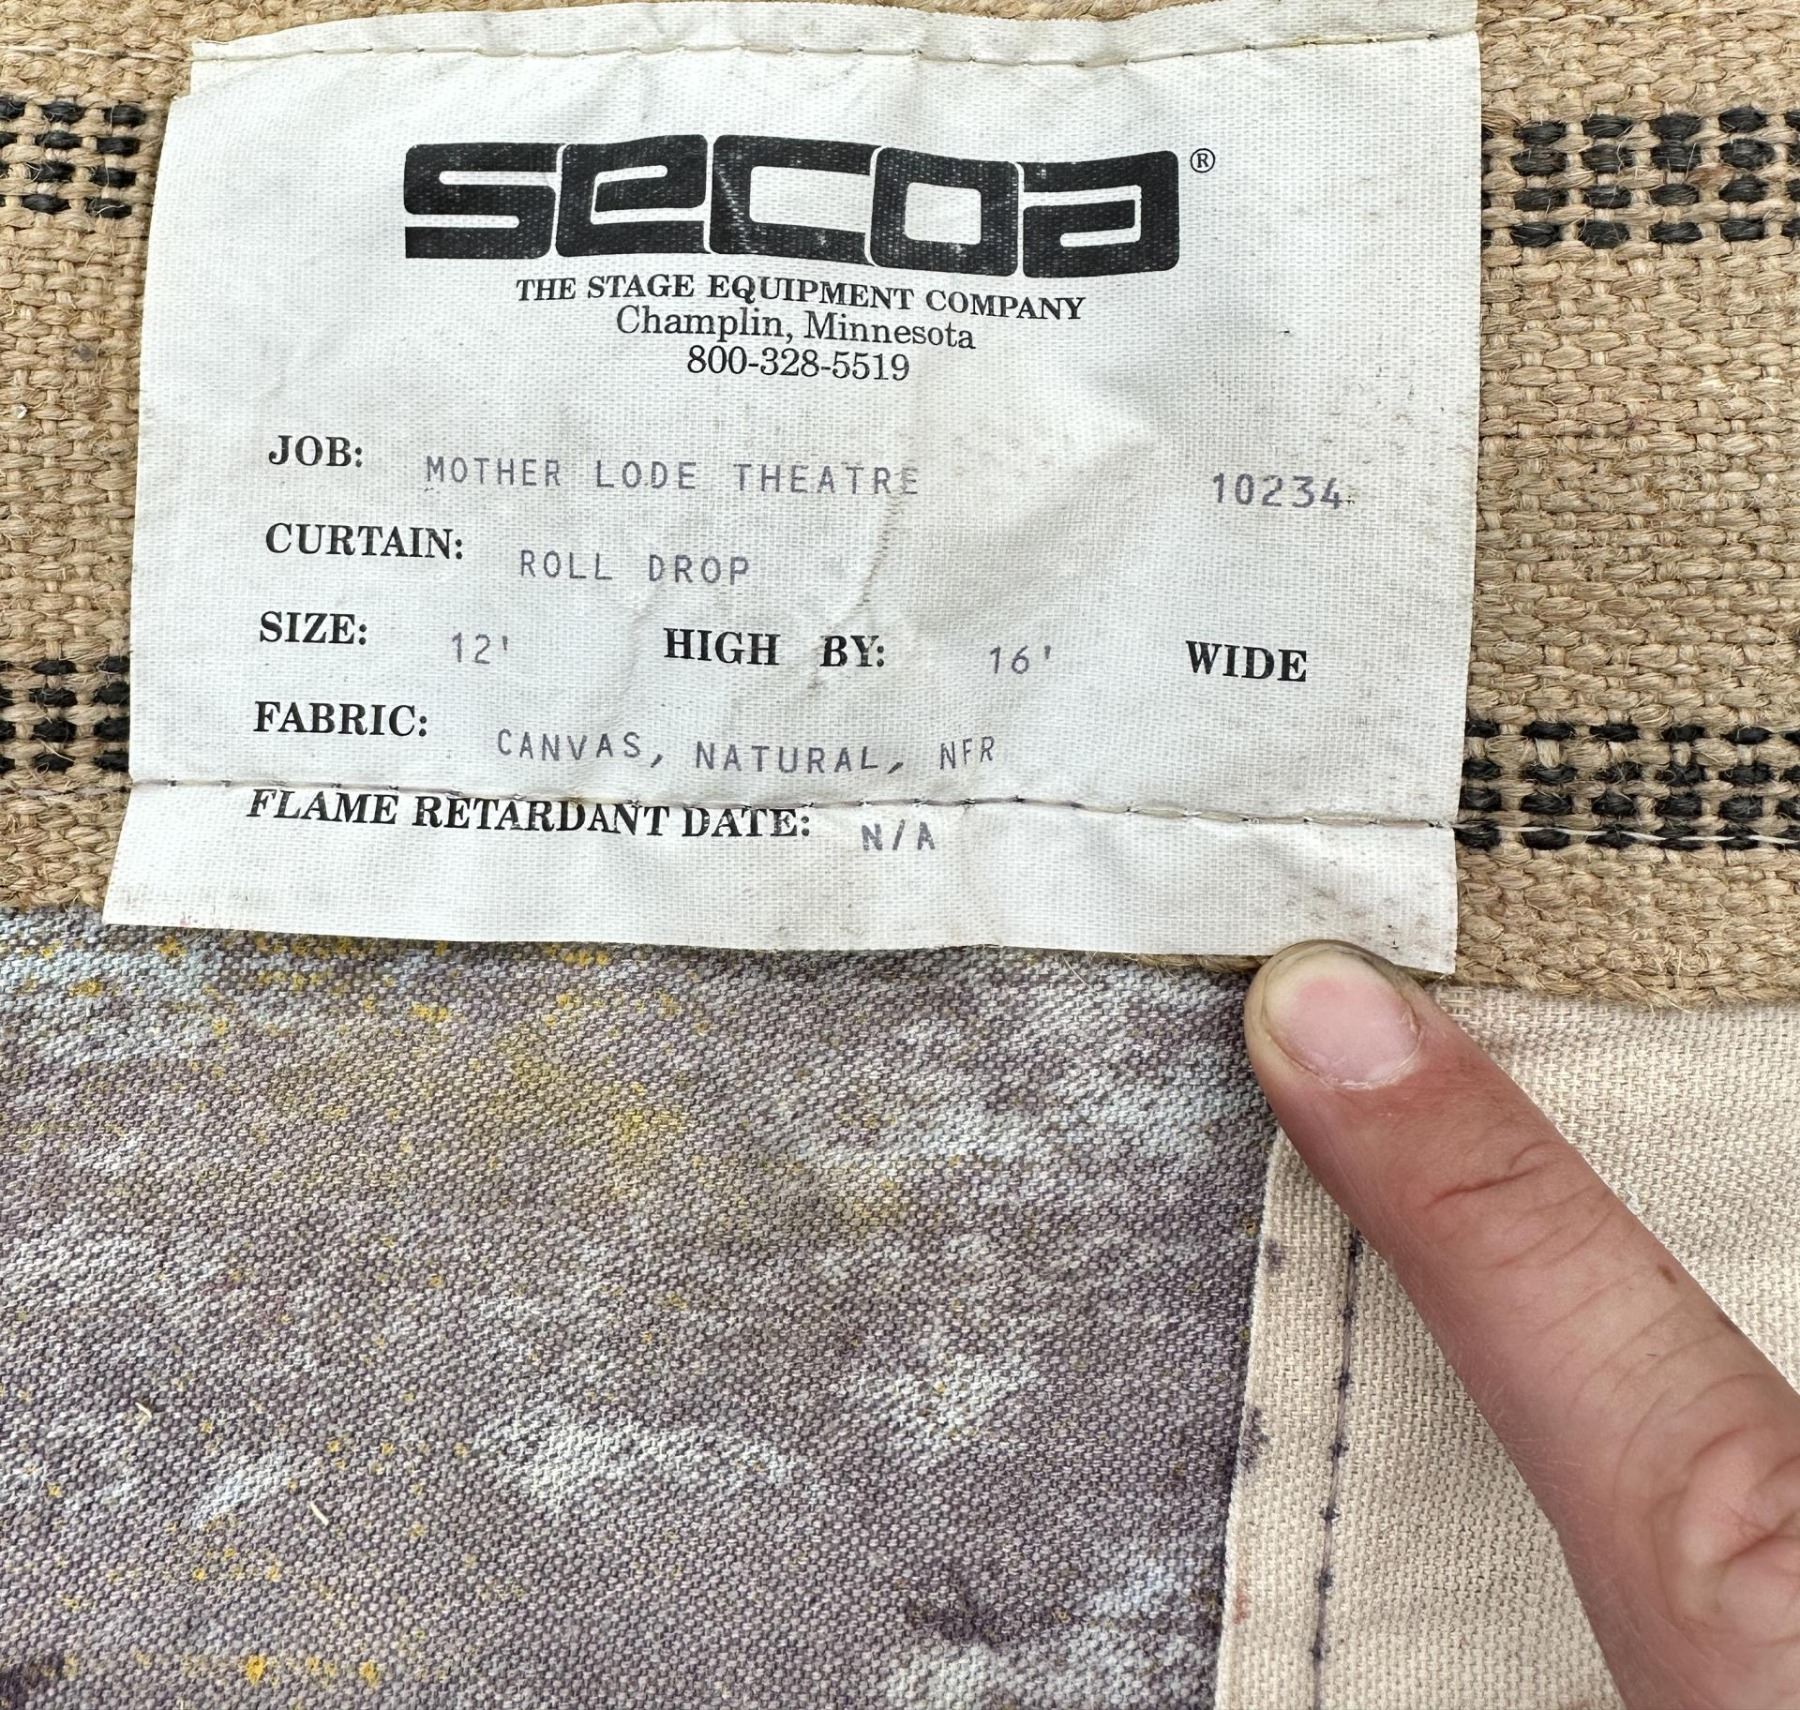 secoa®
THE STAGE EQUIPMENT COMPANY
Champlin, Minnesota
800-328-5519
JOB: MOTHER LODE THEATRE 10234
CURTAIN: ROLL DROP
SIZE: 12' HIGH BY: 16' WIDE
FABRIC: CANVAS, NATURAL, NFR
FLAME RETARDANT DATE: N/A